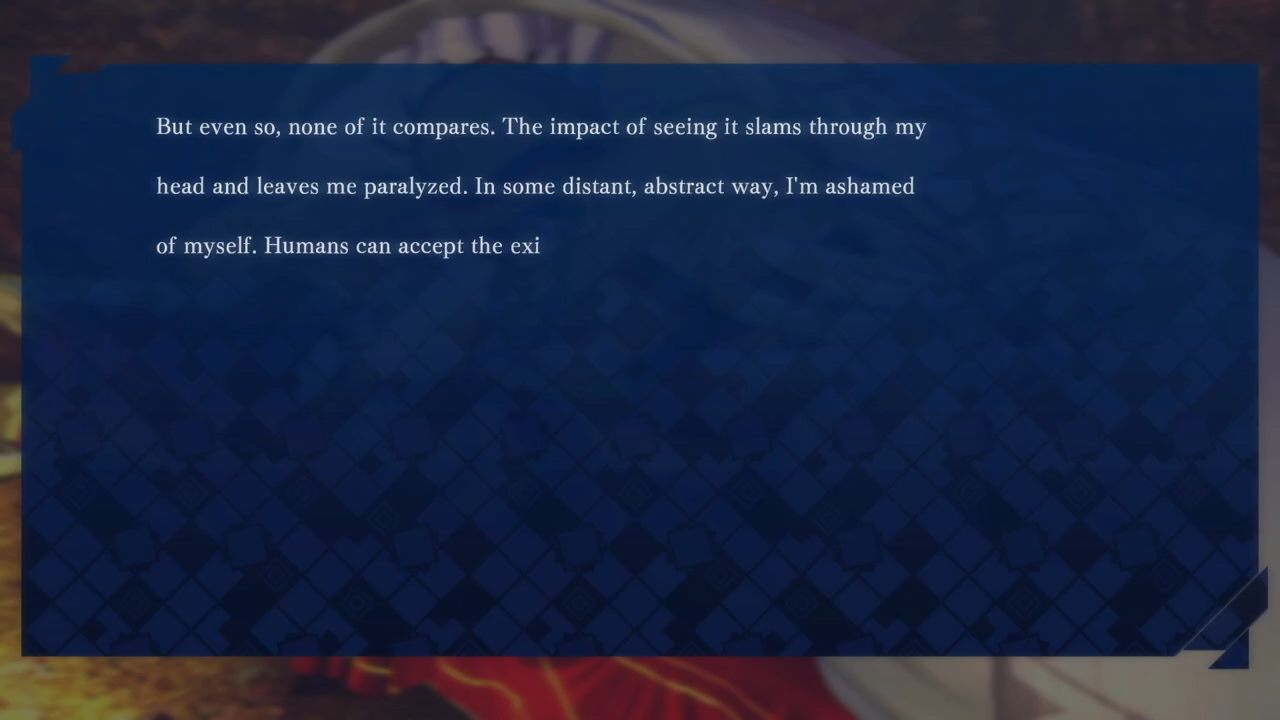 But even so, none of it compares. The impact of seeing it slams through my
head and leaves me paralyzed. In some distant, abstract way, I'm ashamed
of myself. Humans can accept the exi